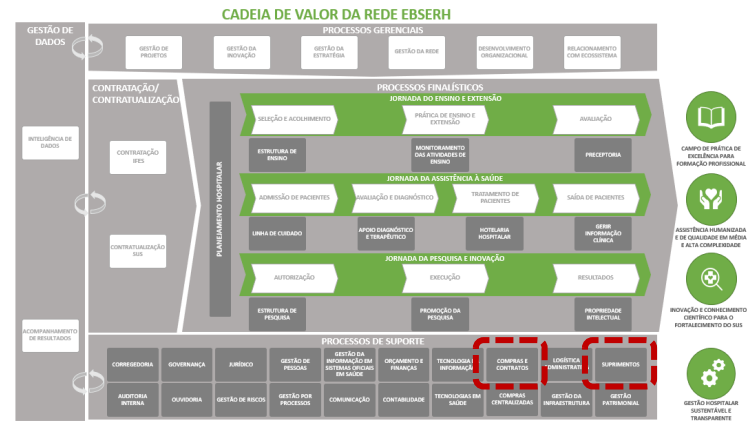 CADEIA DE VALOR DA REDE EBSERH
GESTÃO DE
DADOS
PROCESSOS GERENCIAIS
GESTÃO DE
PROJETOS
GESTÃO DA
INOVAÇÃO
GESTÃO DA
ESTRATÉGIA
GESTÃO DA REDE
DESENVOLVIMENTO
ORGANIZACIONAL
RELACIONAMENTO
COM ECOSSISTEMA
INTELIGÊNCIA DE
DADOS
ACOMPANHAMENTO
DE RESULTADOS
CONTRATAÇÃO/
CONTRATUALIZAÇÃO
CONTRATAÇÃO
IFES
CONTRATUALIZAÇÃO
SUS
PROCESSOS FINALÍSTICOS
PLANEJAMENTO HOSPITALAR
JORNADA DO ENSINO E EXTENSÃO
SELEÇÃO E ACOLHIMENTO
PRÁTICA DE ENSINO E
EXTENSÃO
AVALIAÇÃO
ESTRUTURA DE
ENSINO
MONITORAMENTO
DAS ATIVIDADES DE
ENSINO
PRECEPTORIA
JORNADA DA ASSISTÊNCIA À SAÚDE
ADMISSÃO DE PACIENTES
AVALIAÇÃO E DIAGNÓSTICO
TRATAMENTO DE
PACIENTES
SAÍDA DE PACIENTES
LINHA DE CUIDADO
APOIO DIAGNÓSTICO
E TERAPÊUTICO
HOTELARIA
HOSPITALAR
GERIR
INFORMAÇÃO
CLÍNICA
JORNADA DA PESQUISA E INOVAÇÃO
AUTORIZAÇÃO
EXECUÇÃO
RESULTADOS
ESTRUTURA DE
PESQUISA
PROMOÇÃO DA
PESQUISA
PROPRIEDADE
INTELECTUAL
PROCESSOS DE SUPORTE
CORREGEDORIA
GOVERNANÇA
JURÍDICO
GESTÃO DE
PESSOAS
GESTÃO DA
INFORMAÇÃO EM
SISTEMAS OFICIAIS
EM SAÚDE
ORÇAMENTO E
FINANÇAS
TECNOLOGIA DA
INFORMAÇÃO
COMPRAS E
CONTRATOS
LOGÍSTICA
ADMINISTRATIVA
SUPRIMENTOS
AUDITORIA
INTERNA
OUVIDORIA
GESTÃO DE RISCOS
GESTÃO POR
PROCESSOS
COMUNICAÇÃO
CONTABILIDADE
TECNOLOGIAS EM
SAÚDE
COMPRAS
CENTRALIZADAS
GESTÃO DA
INFRAESTRUTURA
GESTÃO
PATRIMONIAL
CAMPO DE PRÁTICA DE
EXCELÊNCIA PARA
FORMAÇÃO PROFISSIONAL
ASSISTÊNCIA HUMANIZADA
E DE QUALIDADE EM MÉDIA
E ALTA COMPLEXIDADE
INOVAÇÃO E CONHECIMENTO
CIENTÍFICO PARA O
FORTALECIMENTO DO SUS
GESTÃO HOSPITALAR
SUSTENTÁVEL E
TRANSPARENTE